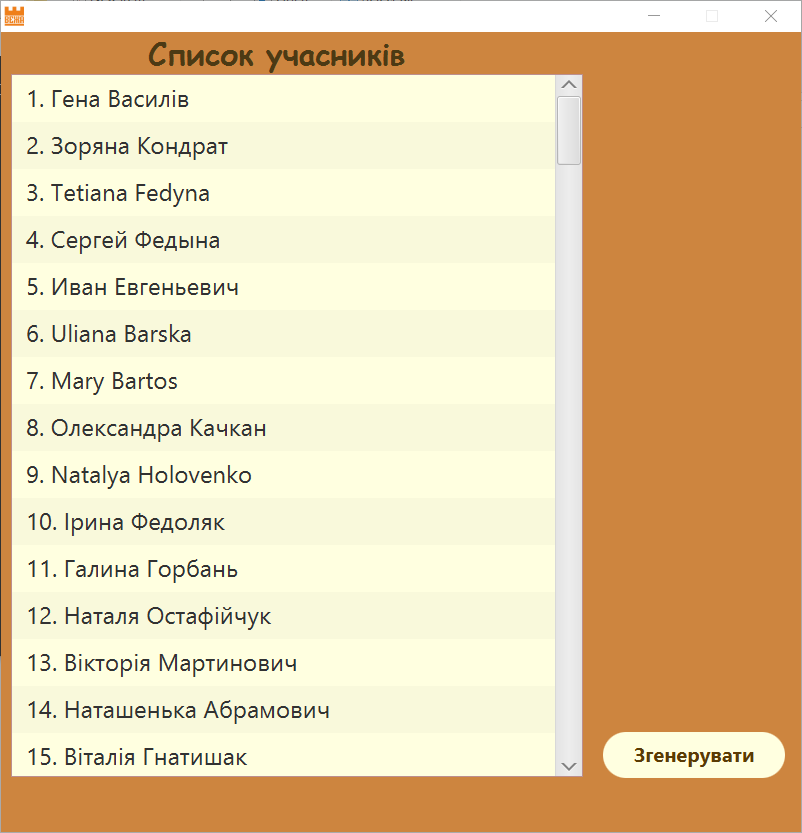 Список учасників
1. Гена Василів
2. Зоряна Кондрат
3. Tetiana Fedyna
4. Сергей Федына
5. Иван Евгеньевич
6. Uliana Barska
7. Mary Bartos
8. Олександра Качкан
9. Natalya Holovenko
10. Ірина Федоляк
11. Галина Горбань
12. Наталя Остафійчук
13. Вікторія Мартинович
14. Наташенька Абрамович
15. Віталія Гнатишак
Згенерувати